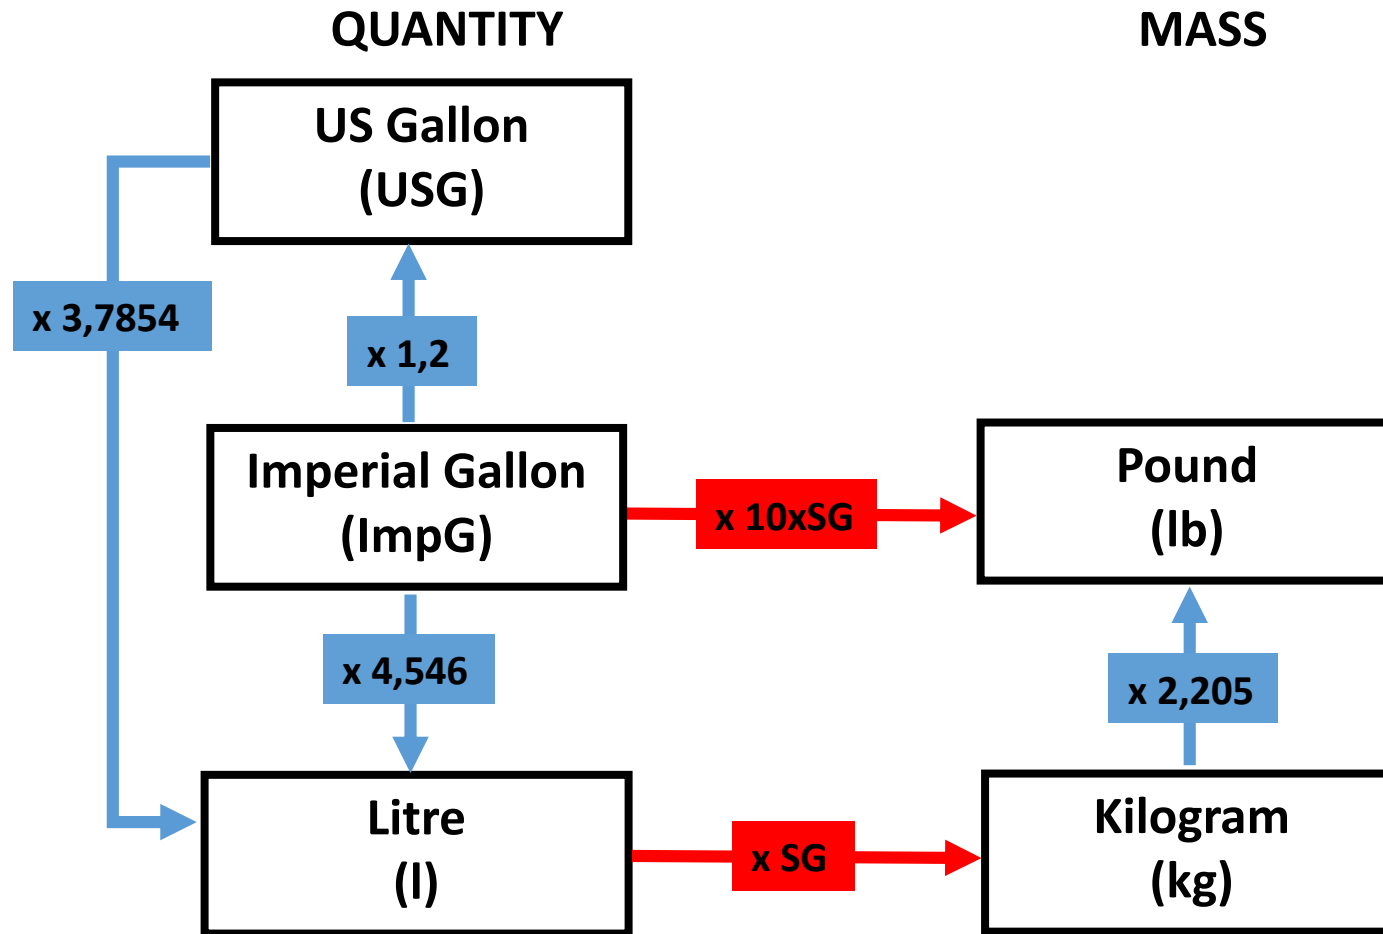 QUANTITY
MASS
US Gallon
(USG)
x 3,7854
x 1,2
Imperial Gallon
(ImpG)
x 10xSG
Pound
(lb)
x 4,546
x 2,205
Litre
(l)
x SG
Kilogram
(kg)